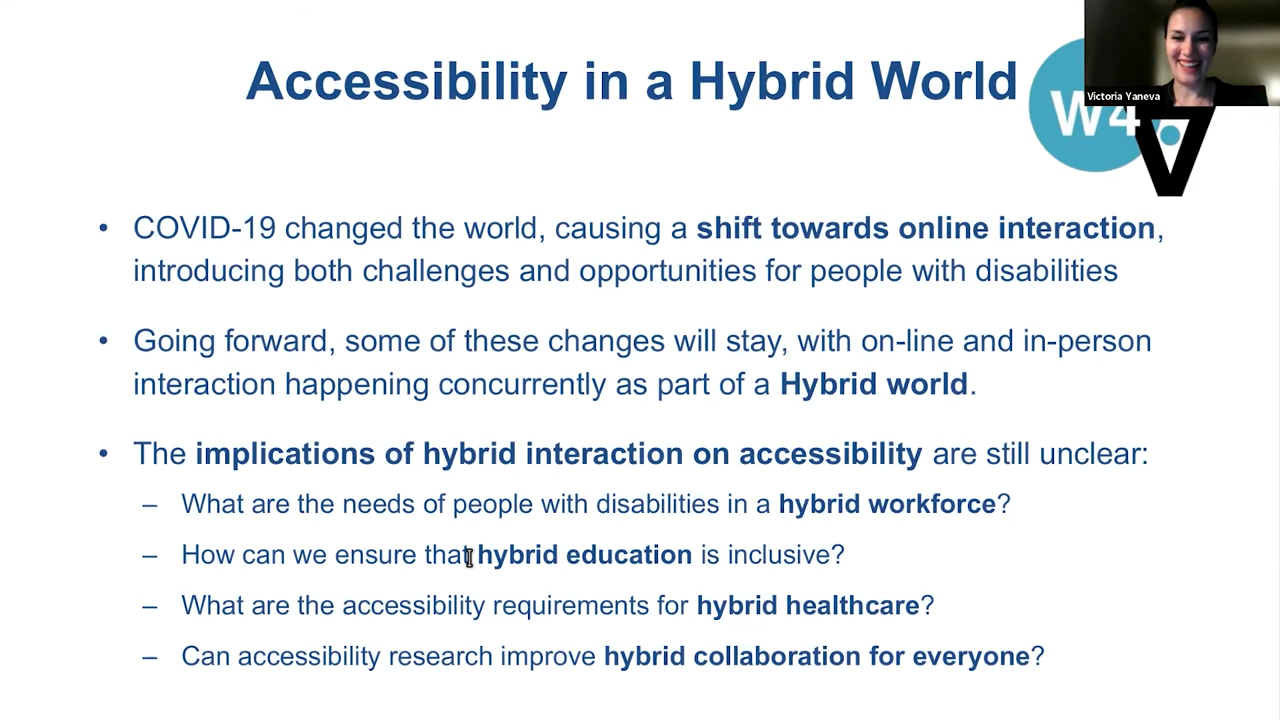 Accessibility in a Hybrid World
W4
Victoria Yaneva
• COVID-19 changed the world, causing a shift towards online interaction,
introducing both challenges and opportunities for people with disabilities
• Going forward, some of these changes will stay, with on-line and in-person
interaction happening concurrently as part of a Hybrid world.
• The implications of hybrid interaction on accessibility are still unclear:
– What are the needs of people with disabilities in a hybrid workforce?
– How can we ensure that hybrid education is inclusive?
– What are the accessibility requirements for hybrid healthcare?
– Can accessibility research improve hybrid collaboration for everyone?